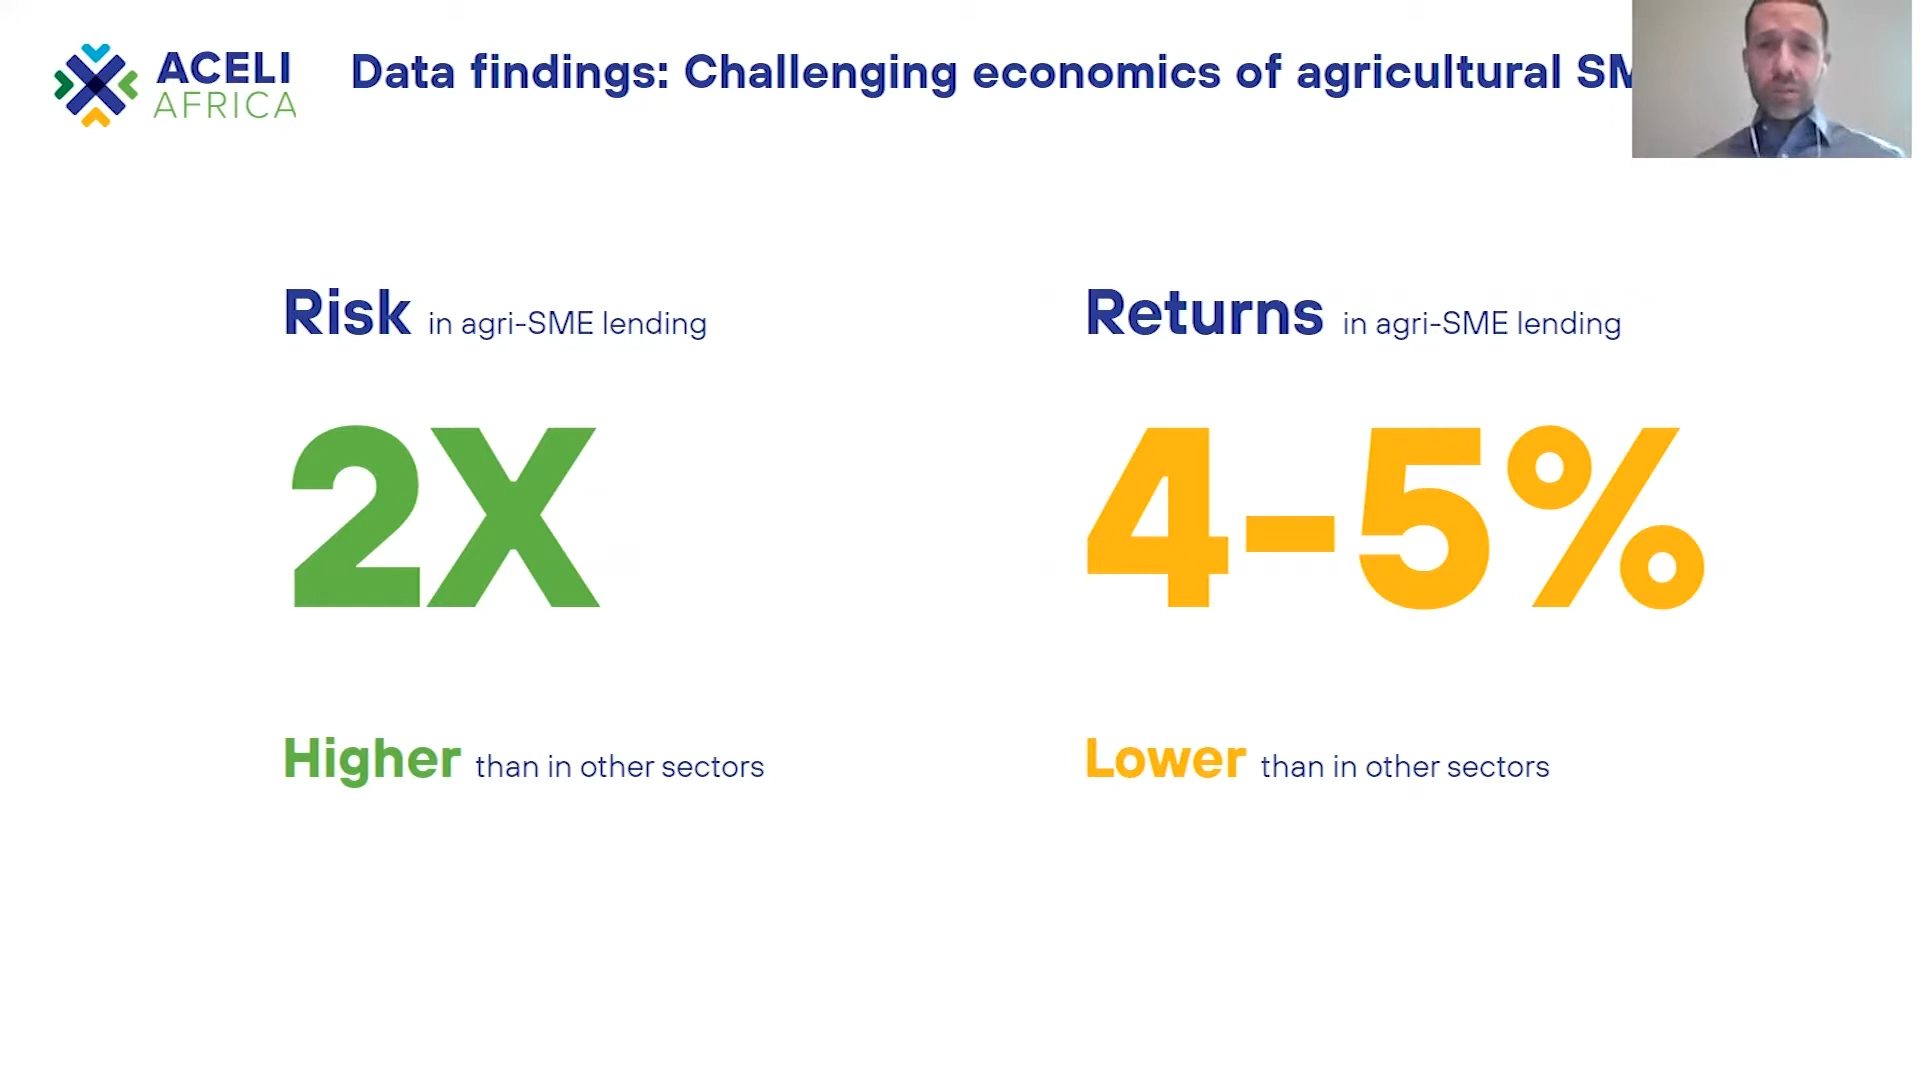 ACELI
AFRICA
Data findings: Challenging economics of agricultural
Risk in agri-SME lending
Returns in agri-SME lending
2X
4-5%
Higher than in other sectors
Lower than in other sectors